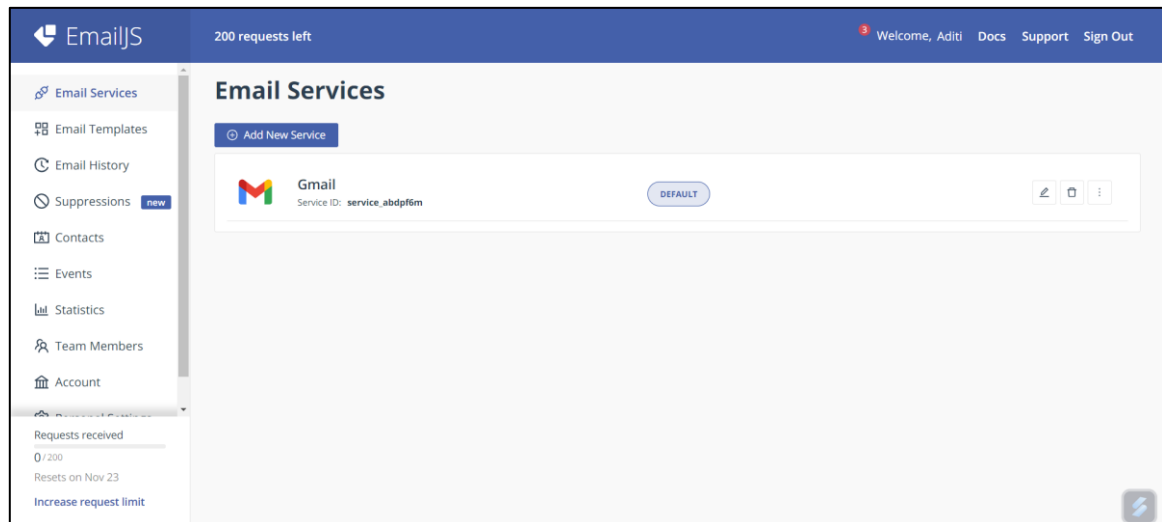 EmailJS
200 requests left
3 Welcome, Aditi Docs Support Sign Out
Email Services
Email Templates
Email History
Suppressions new
Contacts
Events
Statistics
Team Members
Account
Personal Settings
Requests received
0 / 200
Resets on Nov 23
Increase request limit
Email Services
Add New Service
Gmail
Service ID: service_abdpf6m
DEFAULT